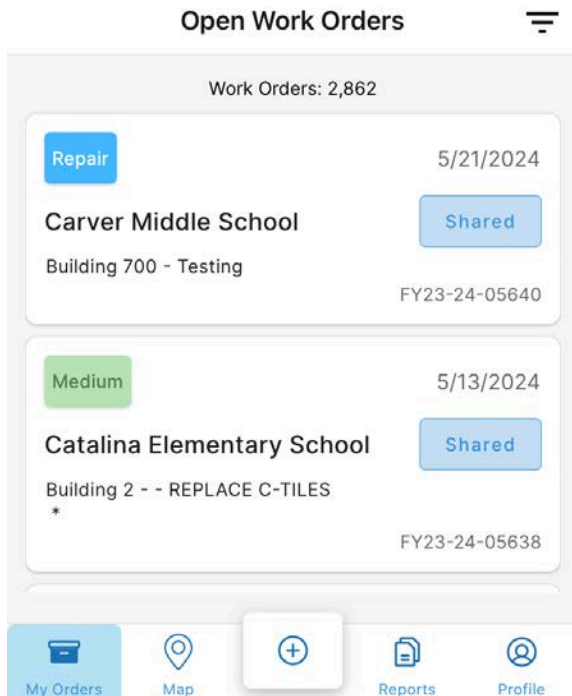 Open Work Orders
Work Orders: 2,862
Repair
5/21/2024
Carver Middle School
Shared
Building 700 - Testing
FY23-24-05640
Medium
5/13/2024
Catalina Elementary School
Shared
Building 2 - - REPLACE C-TILES
*
FY23-24-05638
My Orders
Map
Reports
Profile